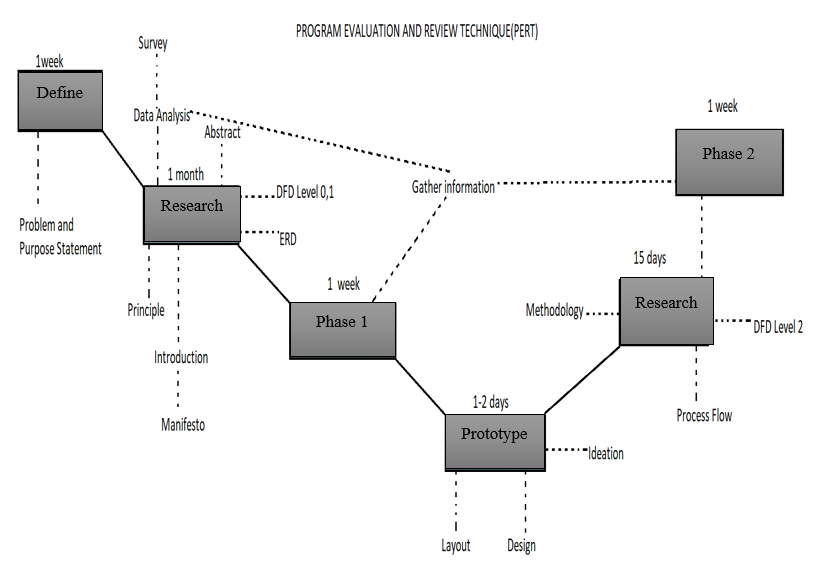 PROGRAM EVALUATION AND REVIEW TECHNIQUE(PERT)
Survey
1week
Define
Data Analysis
Abstract
1 week
Phase 2
1 month
Research
DFD Level 0,1
Gather information
Problem and
Purpose Statement
ERD
15 days
Research
1 week
Phase 1
Principle
Methodology
DFD Level 2
Introduction
1-2 days
Prototype
Process Flow
Manifesto
Ideation
Layout
Design